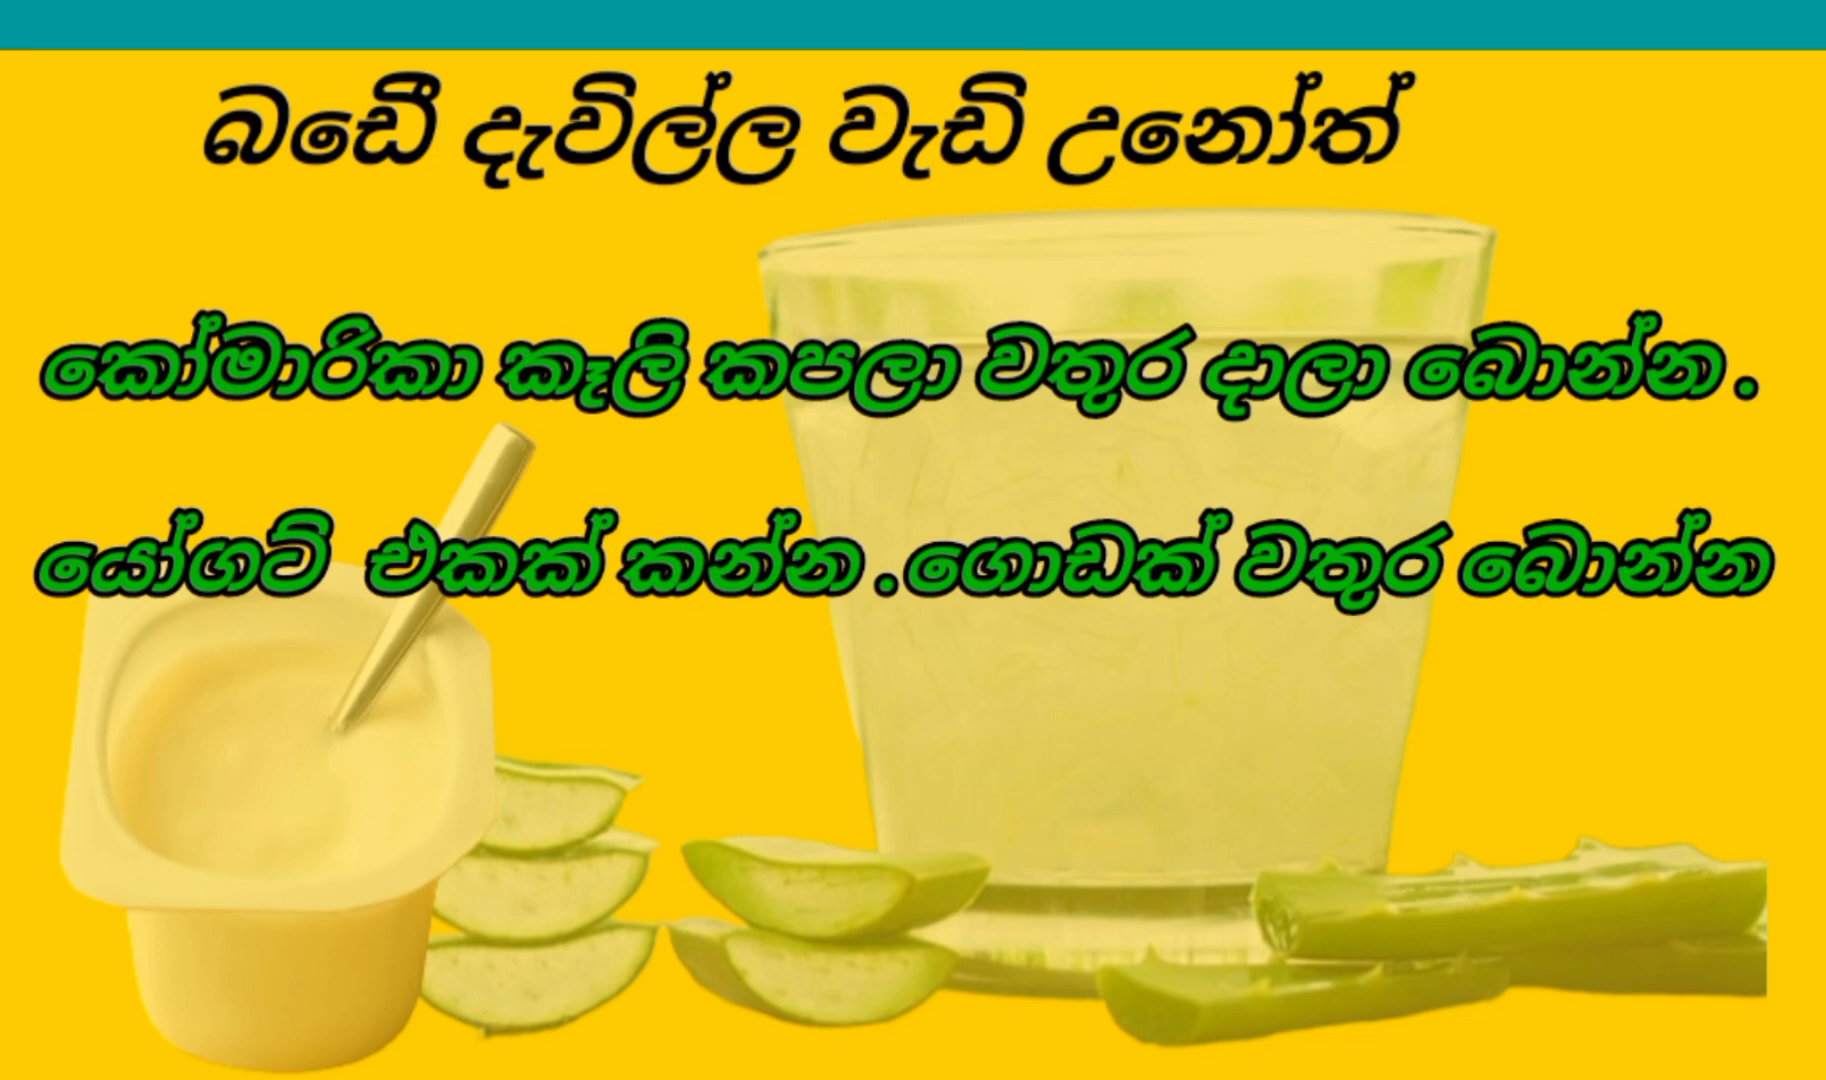 බඩේී දැවිල්ල වැඩි උනෝත්
කෝමාරිකා කෑලි කපලා වතුර දාලා බොන්න .
යෝගට්  එකක් කන්න .ගොඩක් වතුර බොන්න